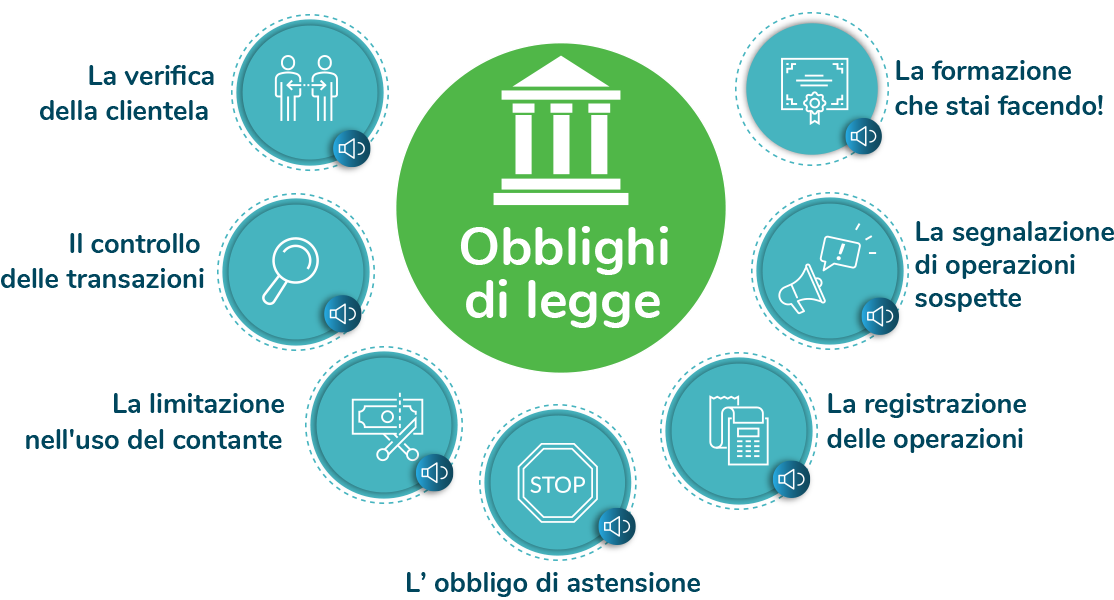 La verifica
della clientela
Il controllo
delle transazioni
La limitazione
nell'uso del contante
Obblighi
di legge
STOP
L' obbligo di astensione
La formazione
che stai facendo!
La segnalazione
di operazioni
sospette
La registrazione
delle operazioni